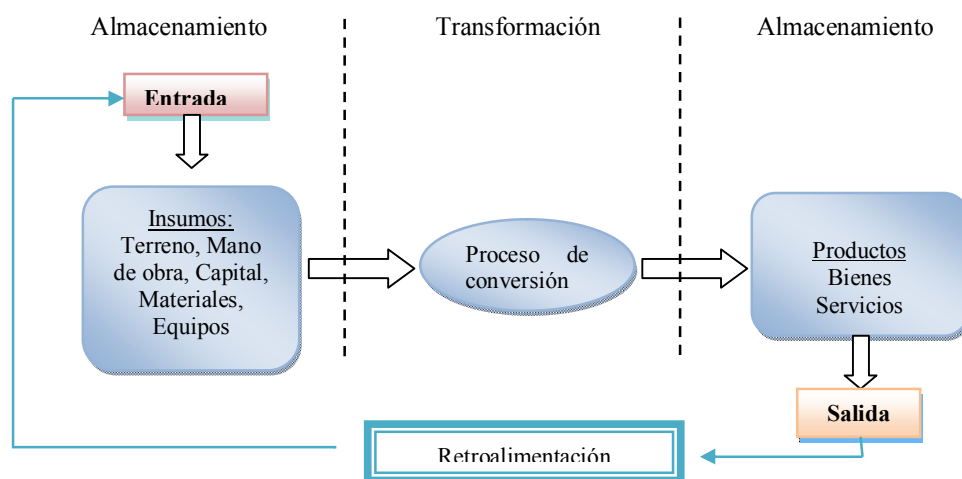 Almacenamiento
Transformación
Almacenamiento
Entrada
Insumos:
Terreno, Mano
de obra, Capital,
Materiales,
Equipos
Proceso de
conversión
Productos
Bienes
Servicios
Salida
Retroalimentación